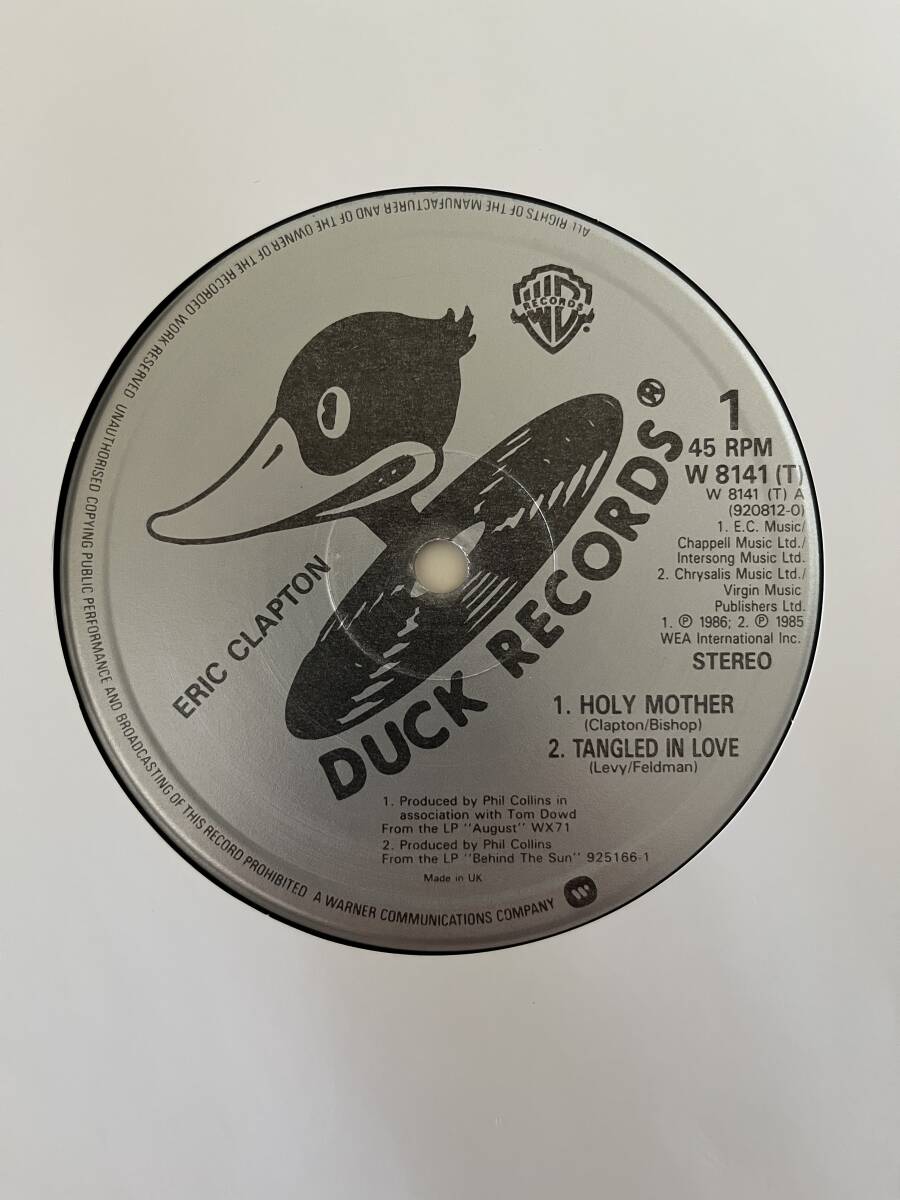 ALL RIGHTS OF THE MANUFACTURER AND OF THE OWNER OF THE RECORDED WORK RESERVED UNAUTHORISED COPYING PUBLIC PERFORMANCE AND BROADCASTING OF THIS RECORD PROHIBITED A WARNER COMMUNICATIONS COMPANY
RECORDS
1
45 RPM
W 8141 (T)
W 8141 (T) A
(920812-0)
1. E.C. Music/
Chappell Music Ltd./
Intersong Music Ltd.
2. Chrysalis Music Ltd./
Virgin Music
Publishers Ltd.
1. ℗ 1986; 2. ℗ 1985
WEA International Inc.
STEREO
ERIC CLAPTON
DUCK RECORDS®
1. HOLY MOTHER
(Clapton/Bishop)
2. TANGLED IN LOVE
(Levy/Feldman)
1. Produced by Phil Collins in
association with Tom Dowd
From the LP "August" WX71
2. Produced by Phil Collins
From the LP "Behind The Sun" 925166-1
Made in UK